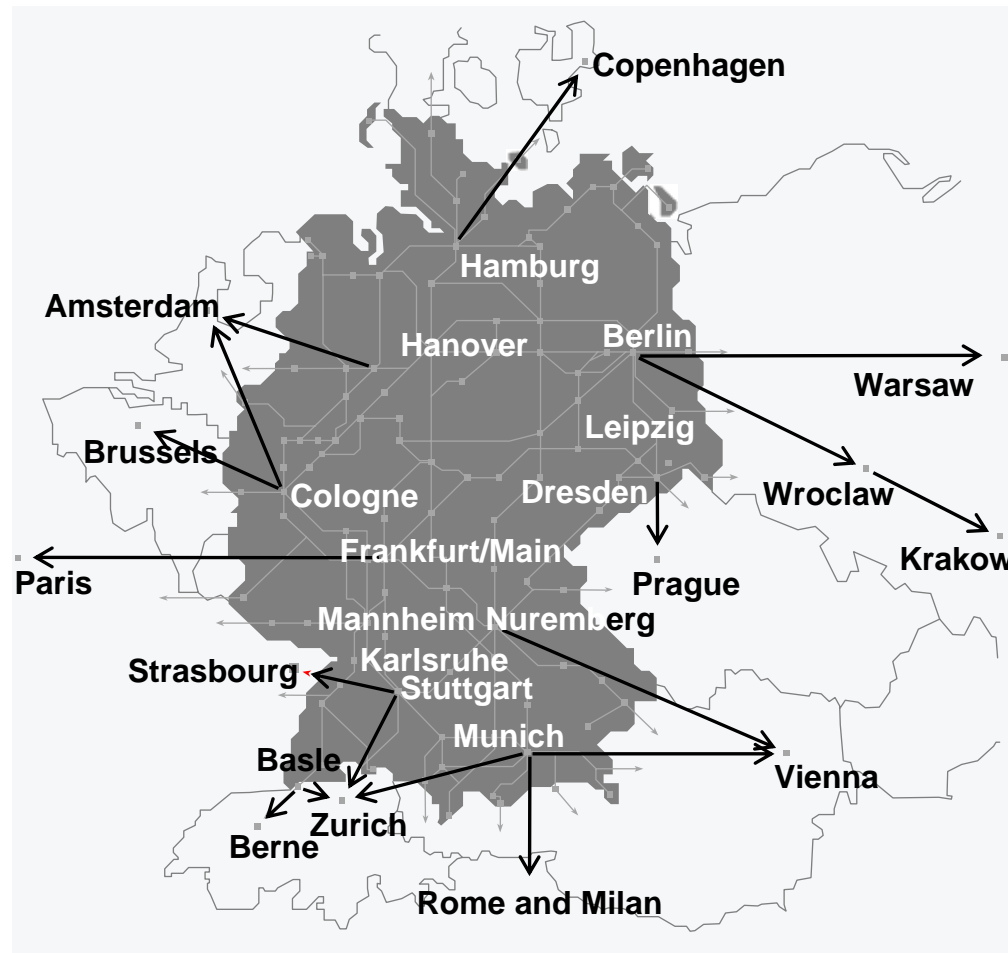 Copenhagen
Hamburg
Amsterdam
Hanover
Berlin
Warsaw
Leipzig
Brussels
Cologne
Dresden
Wroclaw
Krakow
Frankfurt/Main
Paris
Prague
Mannheim Nuremberg
Karlsruhe
Strasbourg
Stuttgart
Munich
Basle
Vienna
Zurich
Berne
Rome and Milan